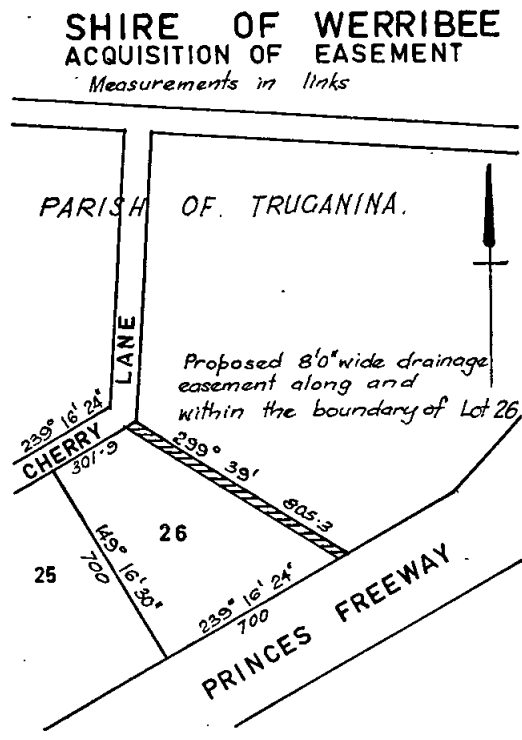 SHIRE OF WERRIBEE
ACQUISITION OF EASEMENT
Measurements in links
PARISH OF. TRUGANINA.
LANE
Proposed 8'0" wide drainage
easement along and
within the boundary of Lot 26
239° 16' 24"
CHERRY
301·9
299° 39'
805·3
26
25
149° 16' 30"
700
239° 16' 24"
700
PRINCES FREEWAY